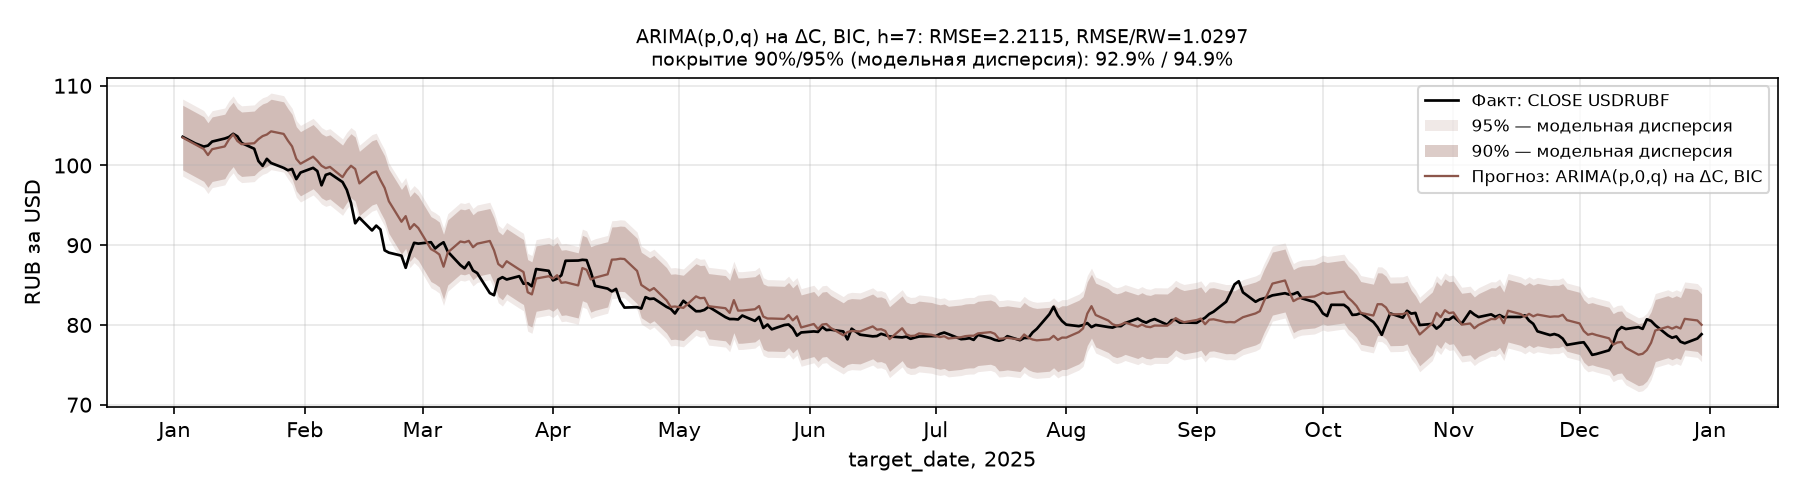 ARIMA(p,0,q) на ΔC, BIC, h=7: RMSE=2.2115, RMSE/RW=1.0297
покрытие 90%/95% (модельная дисперсия): 92.9% / 94.9%
RUB за USD
110
100
90
80
70
Факт: CLOSE USDRUBF
95% — модельная дисперсия
90% — модельная дисперсия
Прогноз: ARIMA(p,0,q) на ΔC, BIC
Jan Feb Mar Apr May Jun Jul Aug Sep Oct Nov Dec Jan
target_date, 2025